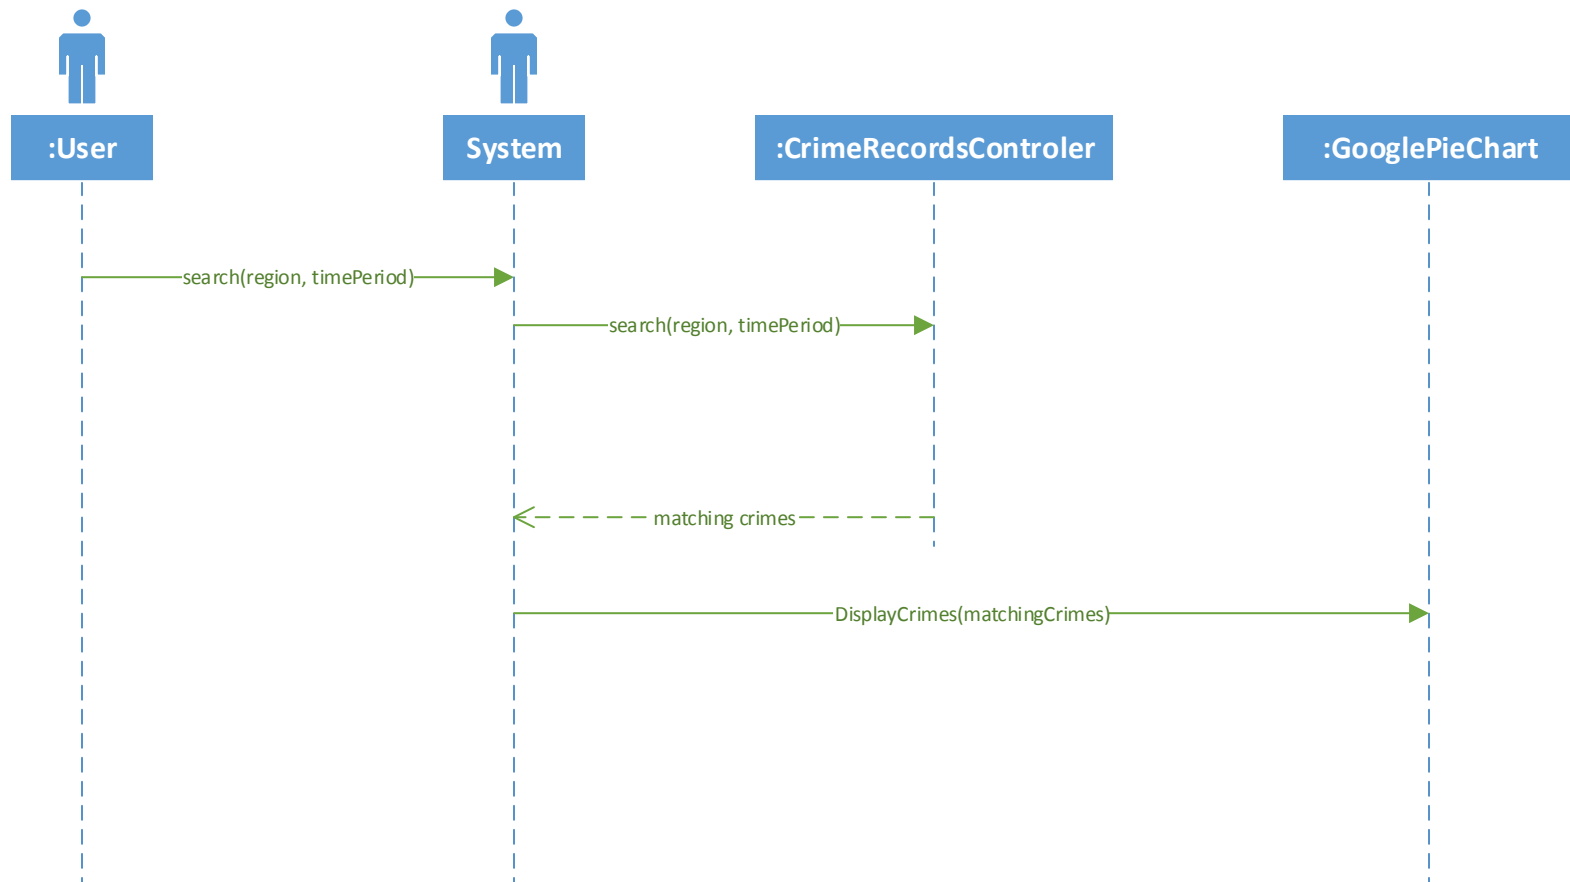 :User
System
:CrimeRecordsControler
:GooglePieChart
search(region, timePeriod)
search(region, timePeriod)
matching crimes
DisplayCrimes(matchingCrimes)